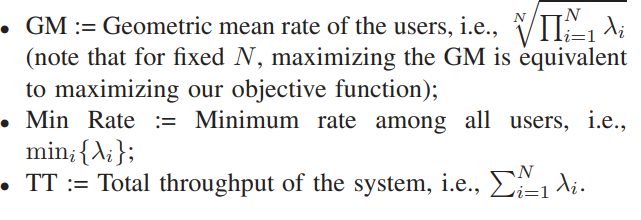 • GM := Geometric mean rate of the users, i.e., $\sqrt[N]{\prod_{i=1}^{N} \lambda_i}$
(note that for fixed $N$, maximizing the GM is equivalent
to maximizing our objective function);
• Min Rate := Minimum rate among all users, i.e.,
$\min_i\{\lambda_i\}$;
• TT := Total throughput of the system, i.e., $\sum_{i=1}^{N} \lambda_i$.